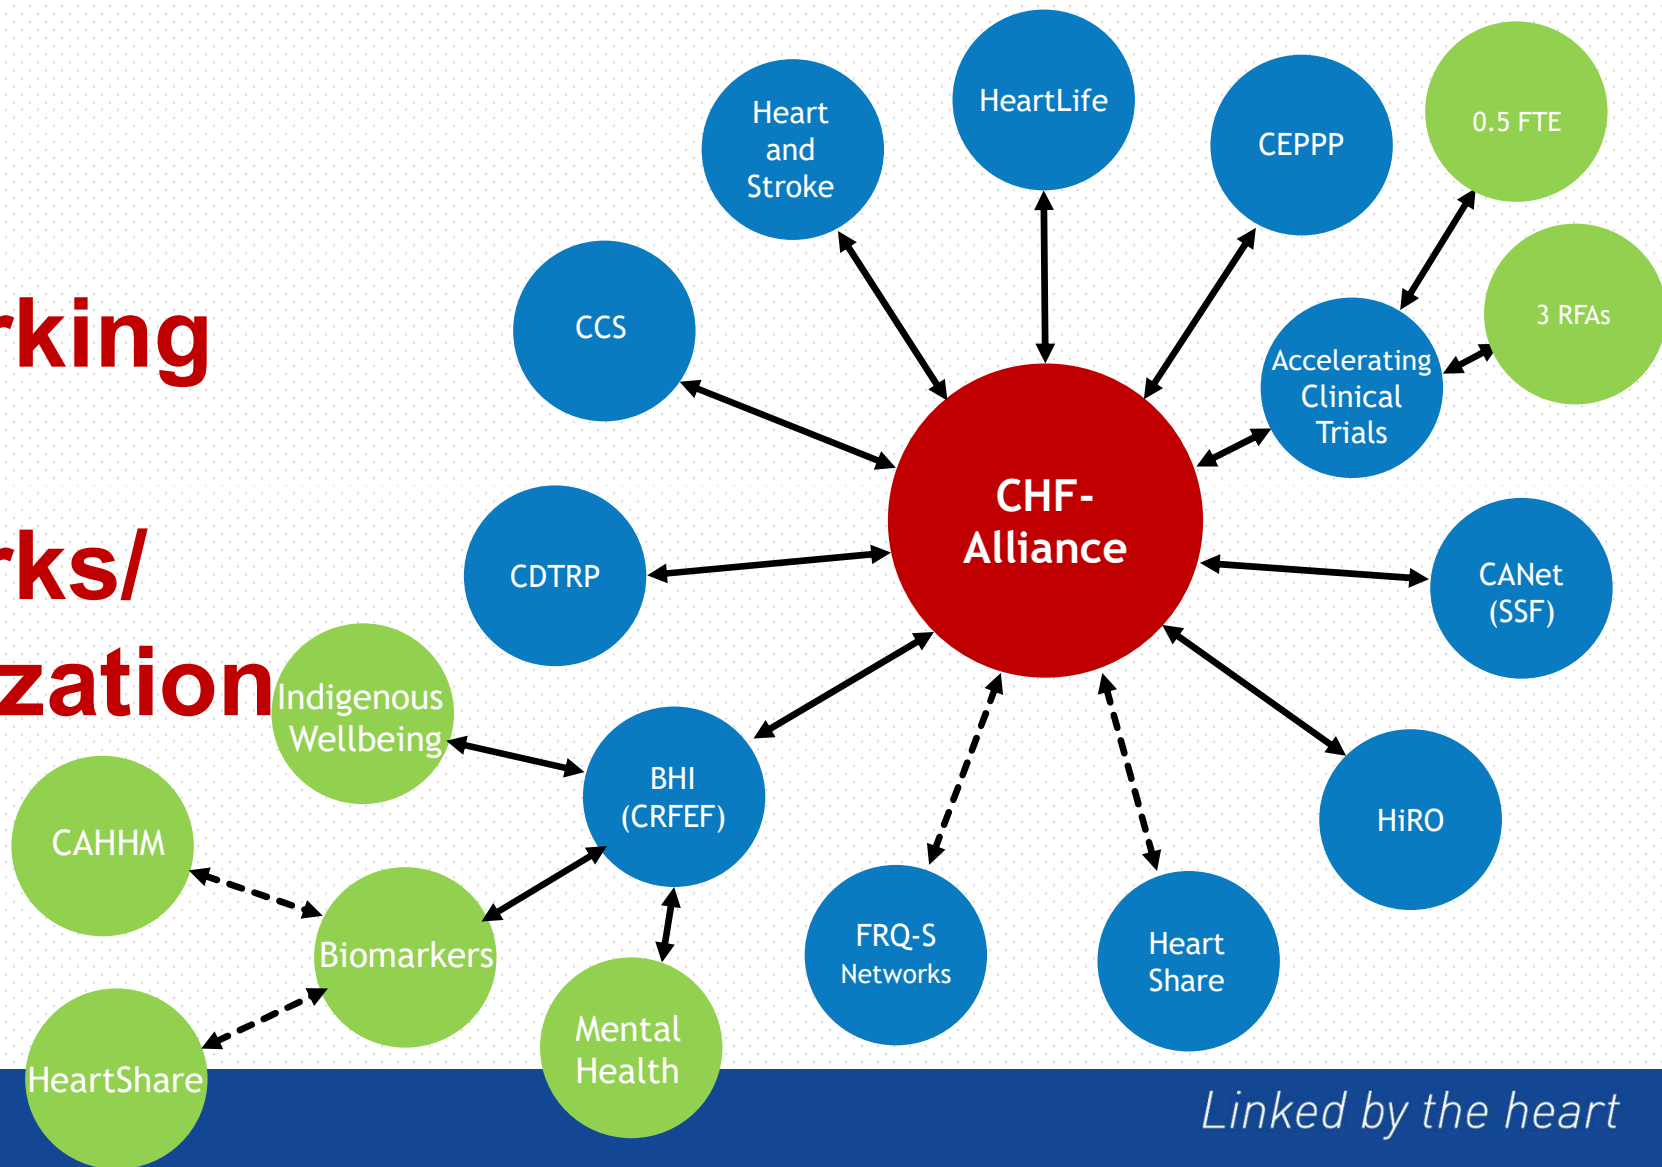 rking
rks/
zation
Heart
and
Stroke
HeartLife
CEPPP
0.5 FTE
CCS
3 RFAs
Accelerating
Clinical
Trials
CHF-
Alliance
CDTRP
CANet
(SSF)
Indigenous
Wellbeing
BHI
(CRFEF)
HiRO
CAHHM
Biomarkers
FRQ-S
Networks
Heart
Share
Mental
Health
HeartShare
Linked by the heart